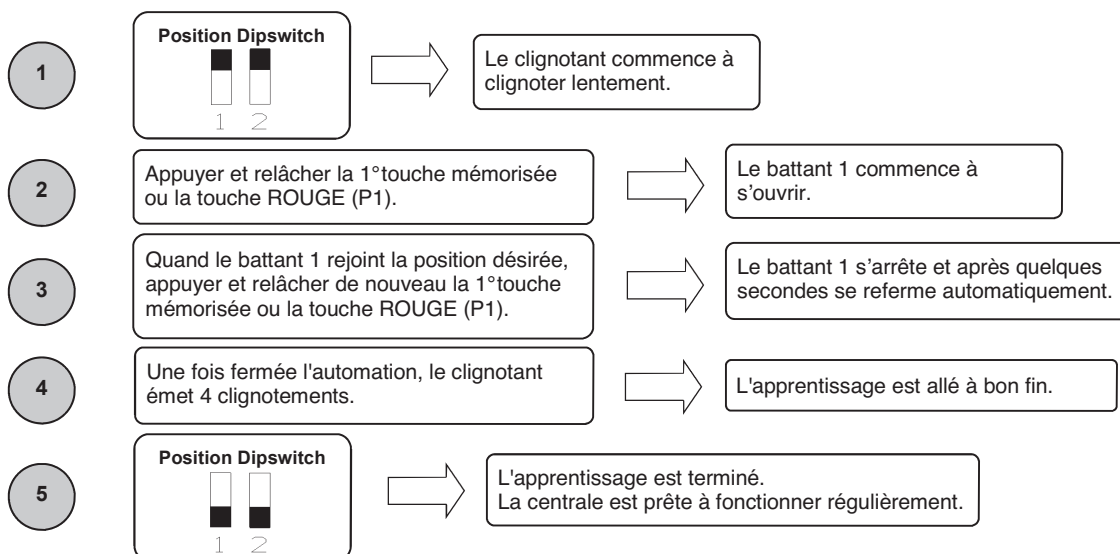 1
Position Dipswitch
1 2
Le clignotant commence à
clignoter lentement.
2
Appuyer et relâcher la 1°touche mémorisée
ou la touche ROUGE (P1).
Le battant 1 commence à
s’ouvrir.
3
Quand le battant 1 rejoint la position désirée,
appuyer et relâcher de nouveau la 1°touche
mémorisée ou la touche ROUGE (P1).
Le battant 1 s’arrête et après quelques
secondes se referme automatiquement.
4
Une fois fermée l'automation, le clignotant
émet 4 clignotements.
L'apprentissage est allé à bon fin.
5
Position Dipswitch
1 2
L'apprentissage est terminé.
La centrale est prête à fonctionner régulièrement.